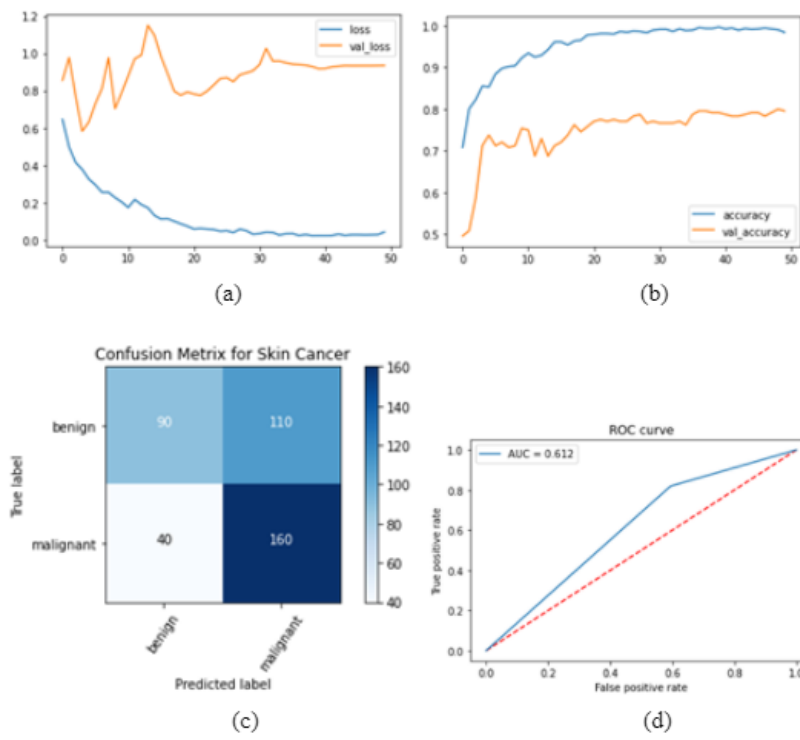 1.2
1.0
0.8
0.6
0.4
0.2
0.0
loss
val_loss
0 10 20 30 40 50
(a)
1.0
0.9
0.8
0.7
0.6
0.5
accuracy
val_accuracy
0 10 20 30 40 50
(b)
Confusion Metrix for Skin Cancer
True label
benign
malignant
90 110
40 160
benign
malignant
Predicted label
160
140
120
100
80
60
40
(c)
ROC curve
AUC = 0.612
True positive rate
1.0
0.8
0.6
0.4
0.2
0.0
0.0 0.2 0.4 0.6 0.8 1.0
False positive rate
(d)